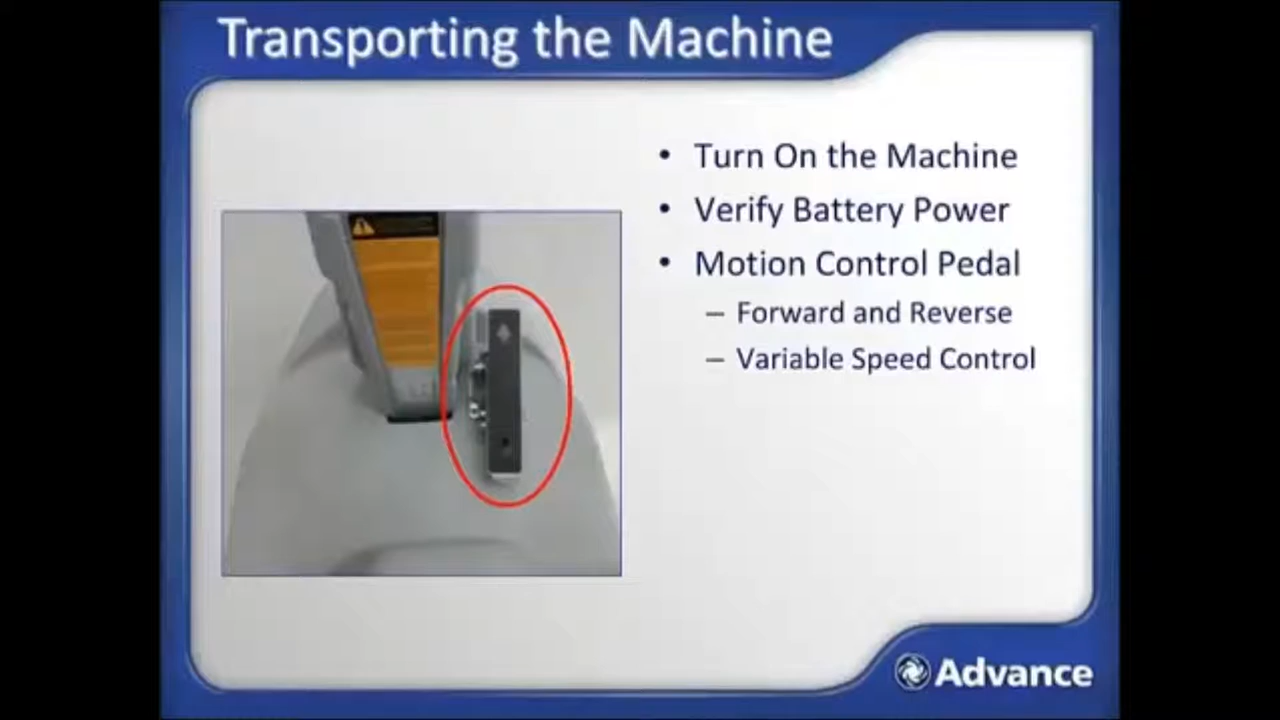 Transporting the Machine
• Turn On the Machine
• Verify Battery Power
• Motion Control Pedal
– Forward and Reverse
– Variable Speed Control
Advance